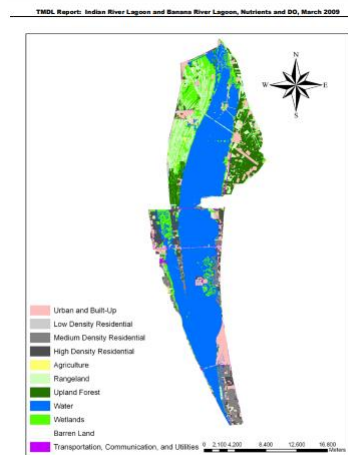 TMDL Report: Indian River Lagoon and Banana River Lagoon, Nutrients and DO, March 2009
N
W E
S
Urban and Built-Up
Low Density Residential
Medium Density Residential
High Density Residential
Agriculture
Rangeland
Upland Forest
Water
Wetlands
Barren Land
Transportation, Communication, and Utilities
0 2,100 4,200 8,400 12,600 16,800
Meters